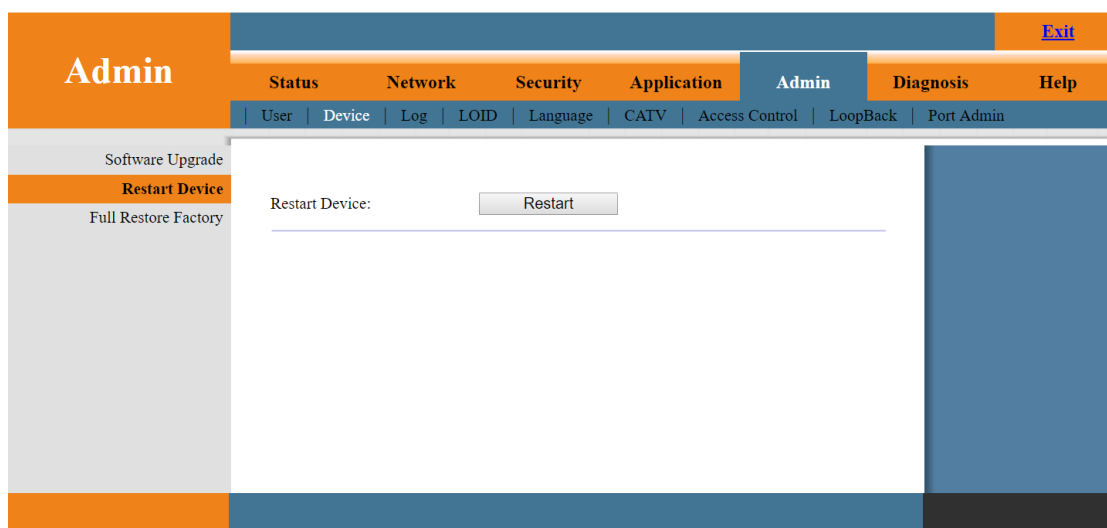 Exit
Admin
Status Network Security Application Admin Diagnosis Help
| User | Device | Log | LOID | Language | CATV | Access Control | LoopBack | Port Admin
Software Upgrade
Restart Device
Full Restore Factory
Restart Device: Restart